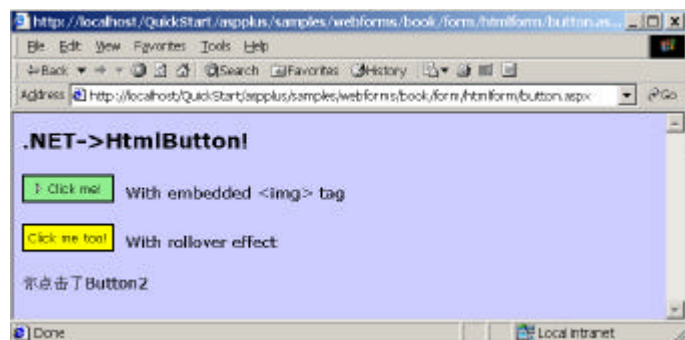 http://localhost/QuickStart/aspplus/samples/webforms/book/form/htmlform/button.as...
File Edit View Favorites Tools Help
Back Search Favorites History
Address http://localhost/QuickStart/aspplus/samples/webforms/book/form/htmlform/button.aspx Go
.NET->HtmlButton!
Click me! With embedded <img> tag
Click me too! With rollover effect
你点击了Button2
Done Local intranet